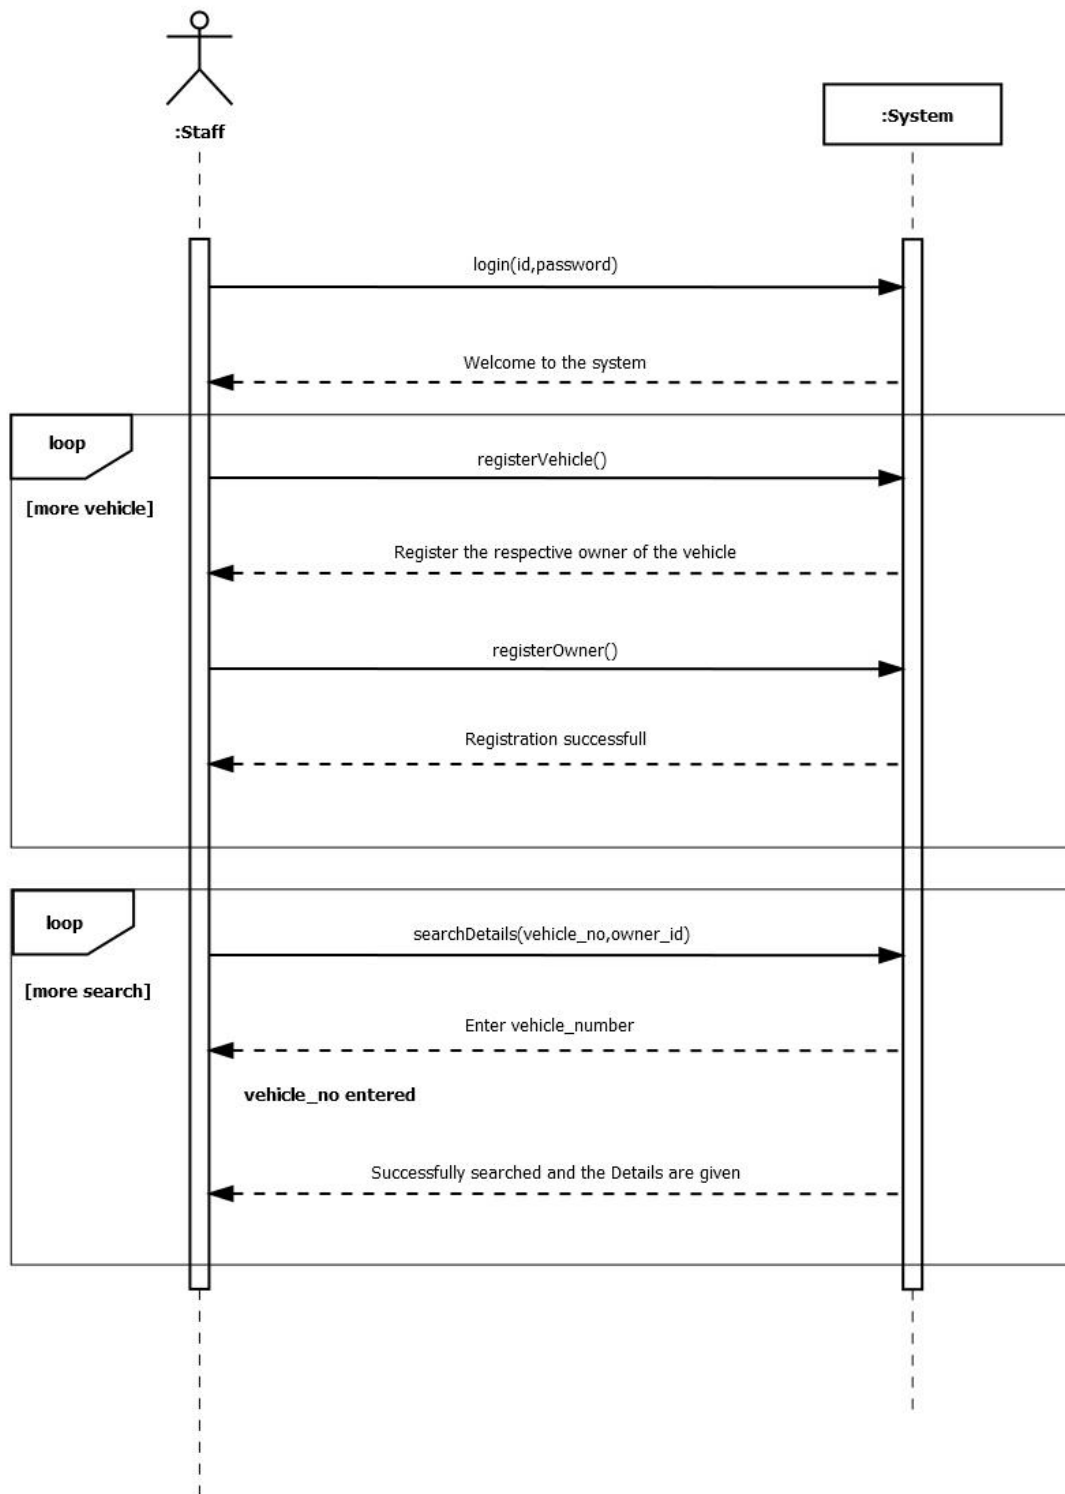 :Staff
:System
login(id,password)
Welcome to the system
loop
registerVehicle()
[more vehicle]
Register the respective owner of the vehicle
registerOwner()
Registration successfull
loop
searchDetails(vehicle_no,owner_id)
[more search]
Enter vehicle_number
vehicle_no entered
Successfully searched and the Details are given